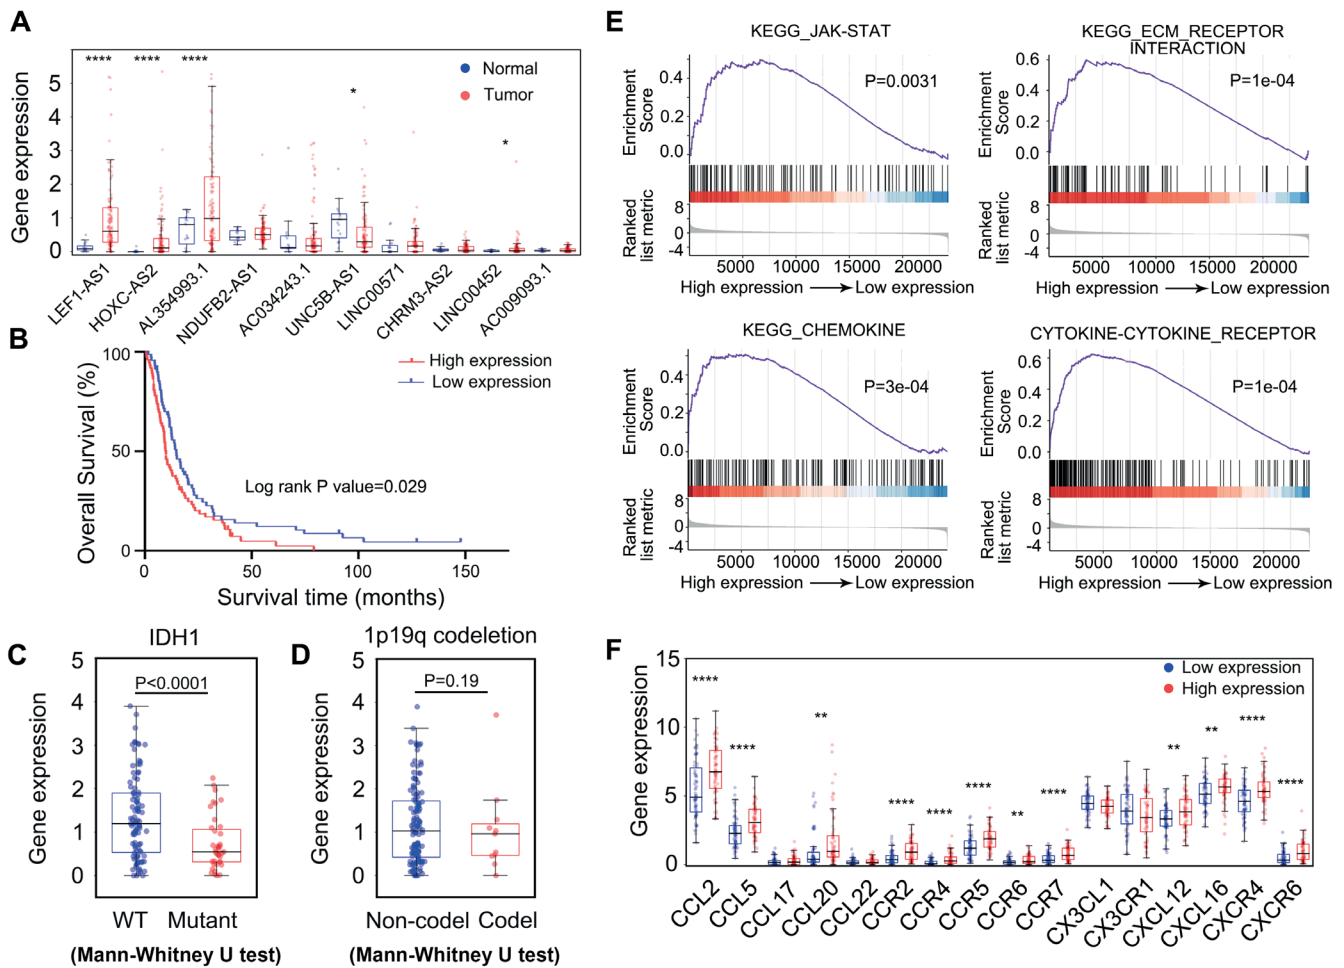 A
Gene expression
5
4
3
2
1
0
**** **** **** * *
Normal
Tumor
LEF1-AS1
HOXC-AS2
AL354993.1
NDUFB2-AS1
AC034243.1
UNC5B-AS1
LINC00571
CHRM3-AS2
LINC00452
AC009093.1
B
Overall Survival (%)
100
50
0
High expression
Low expression
Log rank P value=0.029
0 50 100 150
Survival time (months)
C
IDH1
Gene expression
5
4
3
2
1
0
P<0.0001
WT Mutant
(Mann-Whitney U test)
D
1p19q codeletion
Gene expression
5
4
3
2
1
0
P=0.19
Non-codel Codel
(Mann-Whitney U test)
E
KEGG_JAK-STAT
Enrichment
Score
0.4
0.2
0.0
P=0.0031
Ranked
list metric
8
4
0
-4
5000 10000 15000 20000
High expression Low expression
KEGG_ECM_RECEPTOR
INTERACTION
Enrichment
Score
0.6
0.4
0.2
0.0
P=1e-04
Ranked
list metric
8
4
0
-4
5000 10000 15000 20000
High expression Low expression
KEGG_CHEMOKINE
Enrichment
Score
0.4
0.2
0.0
P=3e-04
Ranked
list metric
8
0
-4
5000 10000 15000 20000
High expression Low expression
CYTOKINE-CYTOKINE_RECEPTOR
Enrichment
Score
0.6
0.4
0.2
0.0
P=1e-04
Ranked
list metric
8
0
-4
5000 10000 15000 20000
High expression Low expression
F
Gene expression
15
10
5
0
Low expression
High expression
**** **** ** **** **** **** ** **** ** ** **** ****
CCL2
CCL5
CCL17
CCL20
CCL22
CCR2
CCR4
CCR5
CCR6
CCR7
CX3CL1
CX3CR1
CXCL12
CXCL16
CXCR4
CXCR6